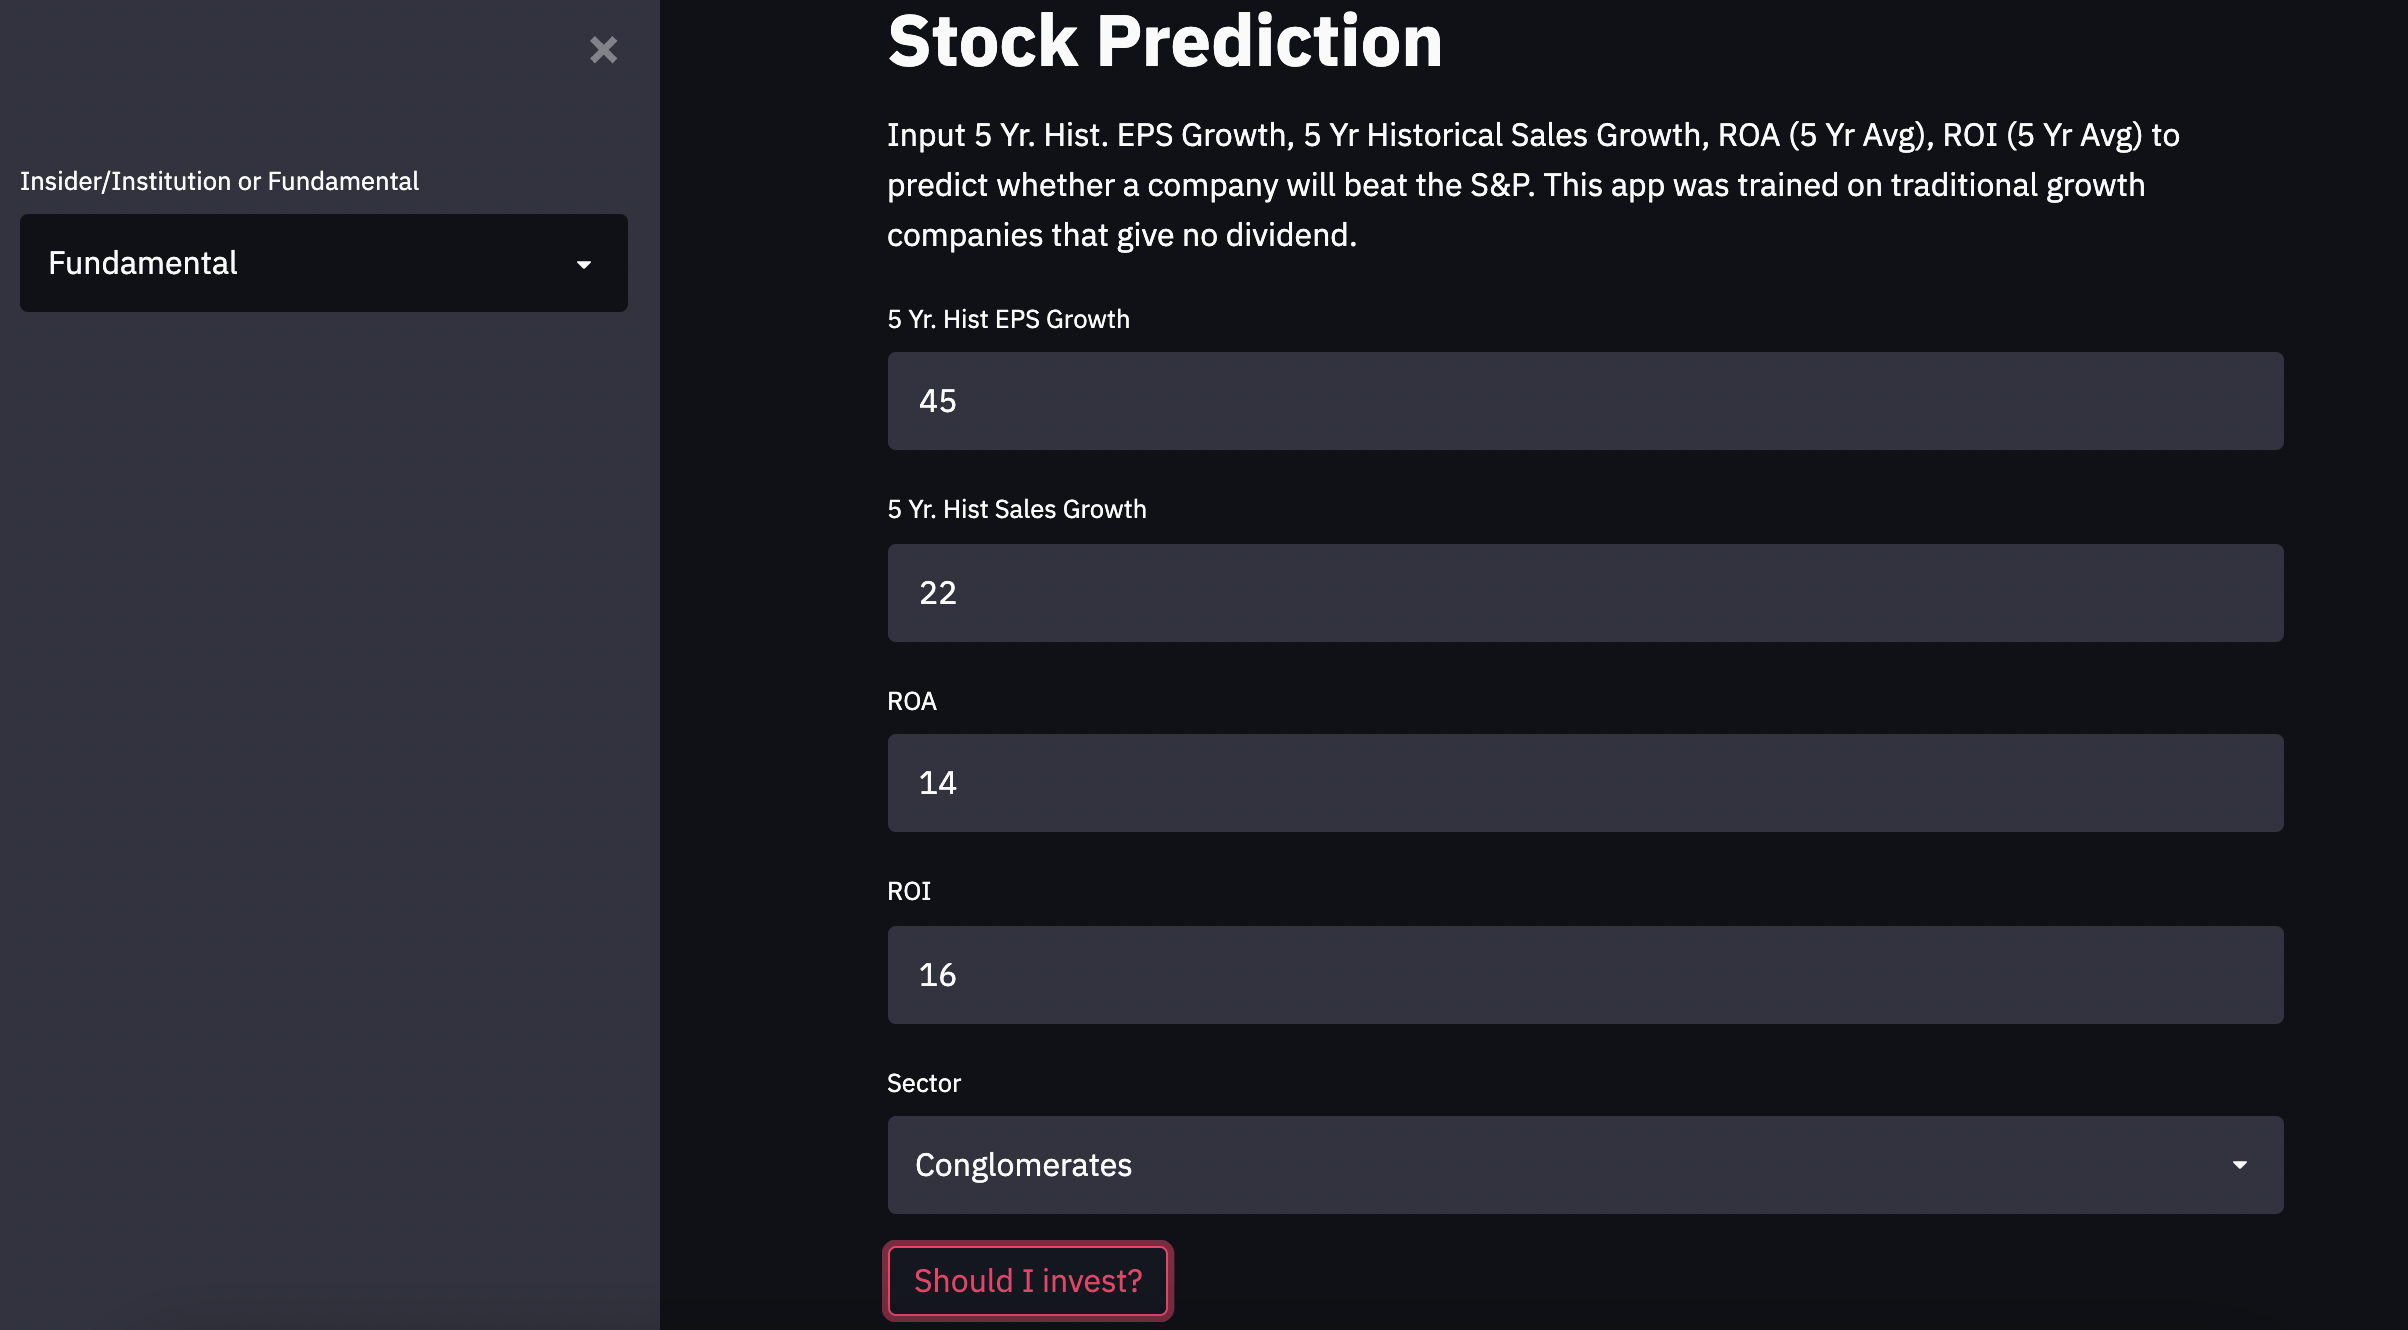 Insider/Institution or Fundamental
Fundamental
Stock Prediction
Input 5 Yr. Hist. EPS Growth, 5 Yr Historical Sales Growth, ROA (5 Yr Avg), ROI (5 Yr Avg) to
predict whether a company will beat the S&P. This app was trained on traditional growth
companies that give no dividend.
5 Yr. Hist EPS Growth
45
5 Yr. Hist Sales Growth
22
ROA
14
ROI
16
Sector
Conglomerates
Should I invest?